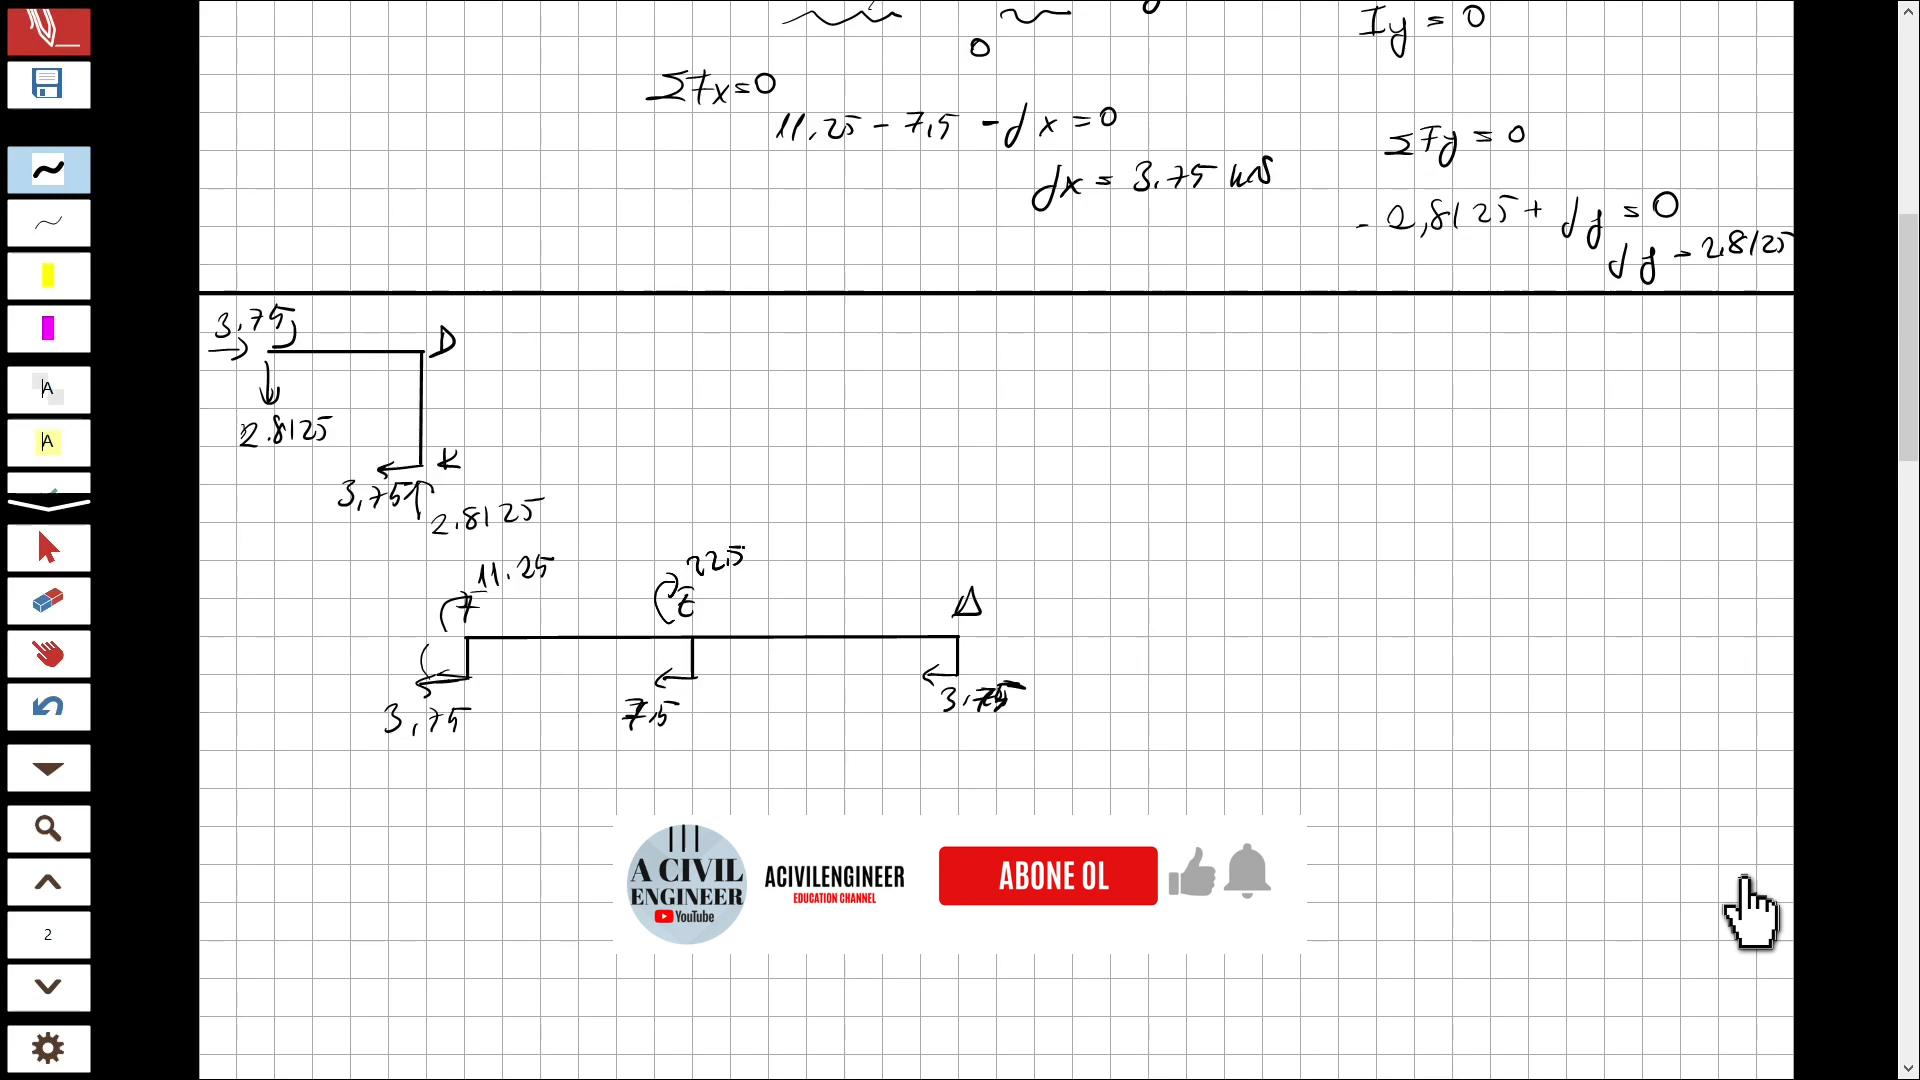 0
Iy = 0
ΣFx=0
11,25 - 7,5 - dx = 0
dx = 3.75 kN
ΣFy = 0
- 2,8125 + dy = 0
dy = 2.8125
3.75
D
2.8125
K
3,75
2.8125
11.25
22.5
F
E
Δ
3,75
7.5
3.75
A CIVIL
ENGINEER
YouTube
ACIVILENGINEER
EDUCATION CHANNEL
ABONE OL
A
A
2